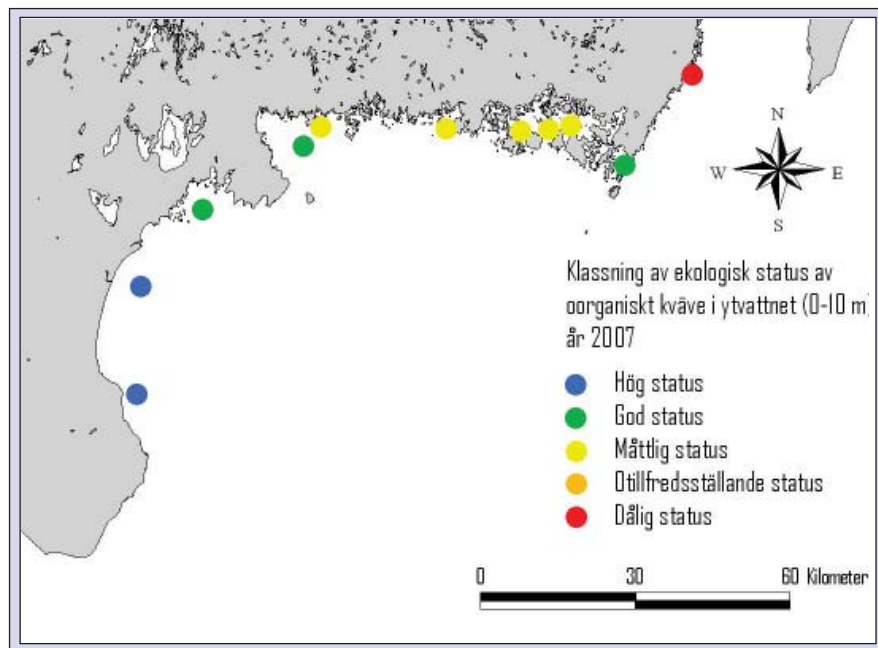 N
W E
S
Klassning av ekologisk status av
oorganiskt kväve i ytvattnet (0-10 m)
år 2007
Hög status
God status
Måttlig status
Otillfredsställande status
Dålig status
0 30 60 Kilometer